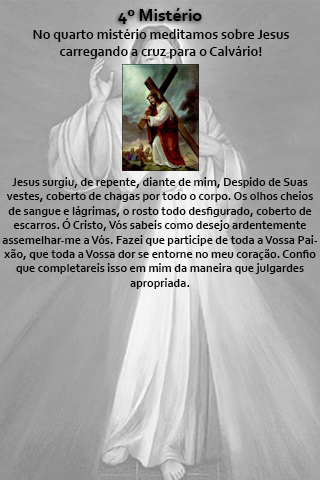 4º Mistério
No quarto mistério meditamos sobre Jesus
carregando a cruz para o Calvário!
Jesus surgiu, de repente, diante de mim, Despido de Suas
vestes, coberto de chagas por todo o corpo. Os olhos cheios
de sangue e lágrimas, o rosto todo desfigurado, coberto de
escarros. Ó Cristo, Vós sabeis como desejo ardentemente
assemelhar-me a Vós. Fazei que participe de toda a Vossa Pai-
xão, que toda a Vossa dor se entorne no meu coração. Confio
que completareis isso em mim da maneira que julgardes
apropriada.